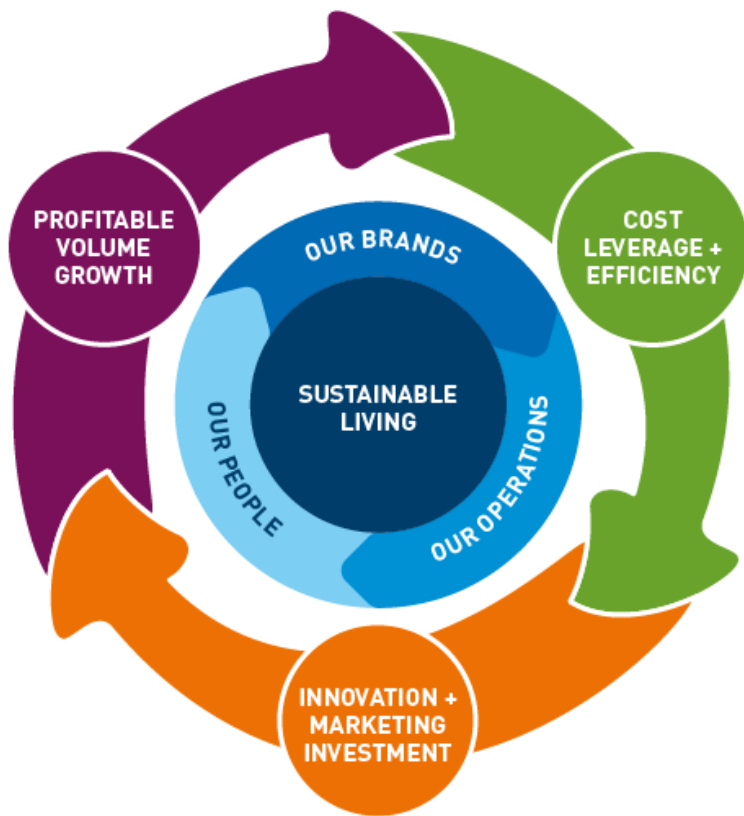 PROFITABLE
VOLUME
GROWTH
COST
LEVERAGE +
EFFICIENCY
OUR BRANDS
SUSTAINABLE
LIVING
OUR PEOPLE
OUR OPERATIONS
INNOVATION +
MARKETING
INVESTMENT